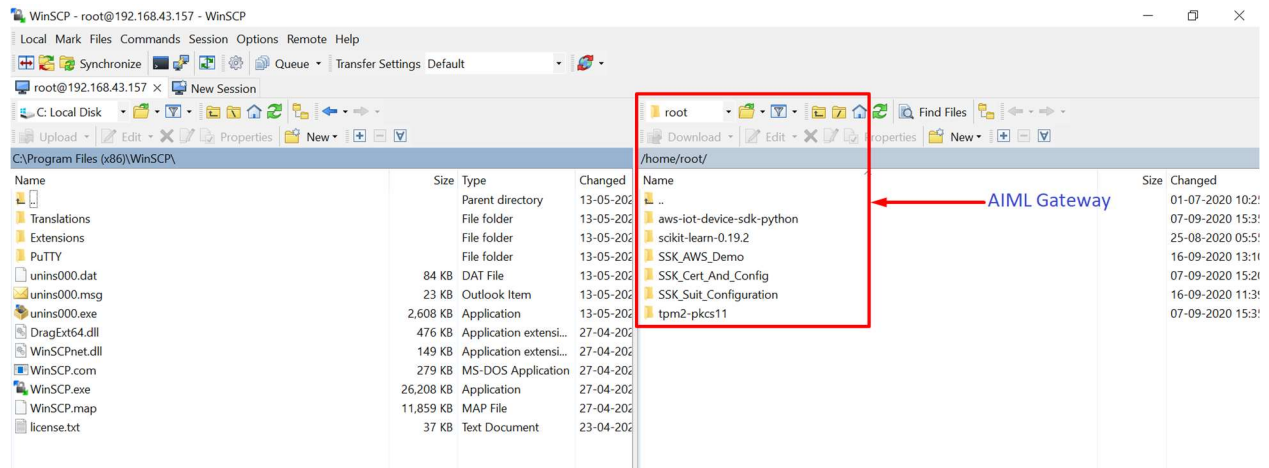 WinSCP - root@192.168.43.157 - WinSCP
Local Mark Files Commands Session Options Remote Help
Synchronize Queue Transfer Settings Default
root@192.168.43.157 × New Session
C: Local Disk
Upload Edit Properties New
C:\Program Files (x86)\WinSCP\
Name Size Type Changed
.. Parent directory 13-05-202
Translations File folder 13-05-202
Extensions File folder 13-05-202
PuTTY File folder 13-05-202
unins000.dat 84 KB DAT File 13-05-202
unins000.msg 23 KB Outlook Item 13-05-202
unins000.exe 2,608 KB Application 13-05-202
DragExt64.dll 476 KB Application extensi... 27-04-202
WinSCPnet.dll 149 KB Application extensi... 27-04-202
WinSCP.com 279 KB MS-DOS Application 27-04-202
WinSCP.exe 26,208 KB Application 27-04-202
WinSCP.map 11,859 KB MAP File 27-04-202
license.txt 37 KB Text Document 23-04-202
root Find Files
Download Edit Properties New
/home/root/
Name Size Changed
.. 01-07-2020 10:2
aws-iot-device-sdk-python 07-09-2020 15:3
scikit-learn-0.19.2 25-08-2020 05:5
SSK_AWS_Demo 16-09-2020 13:1
SSK_Cert_And_Config 07-09-2020 15:2
SSK_Suit_Configuration 16-09-2020 11:3
tpm2-pkcs11 07-09-2020 15:3
AIML Gateway